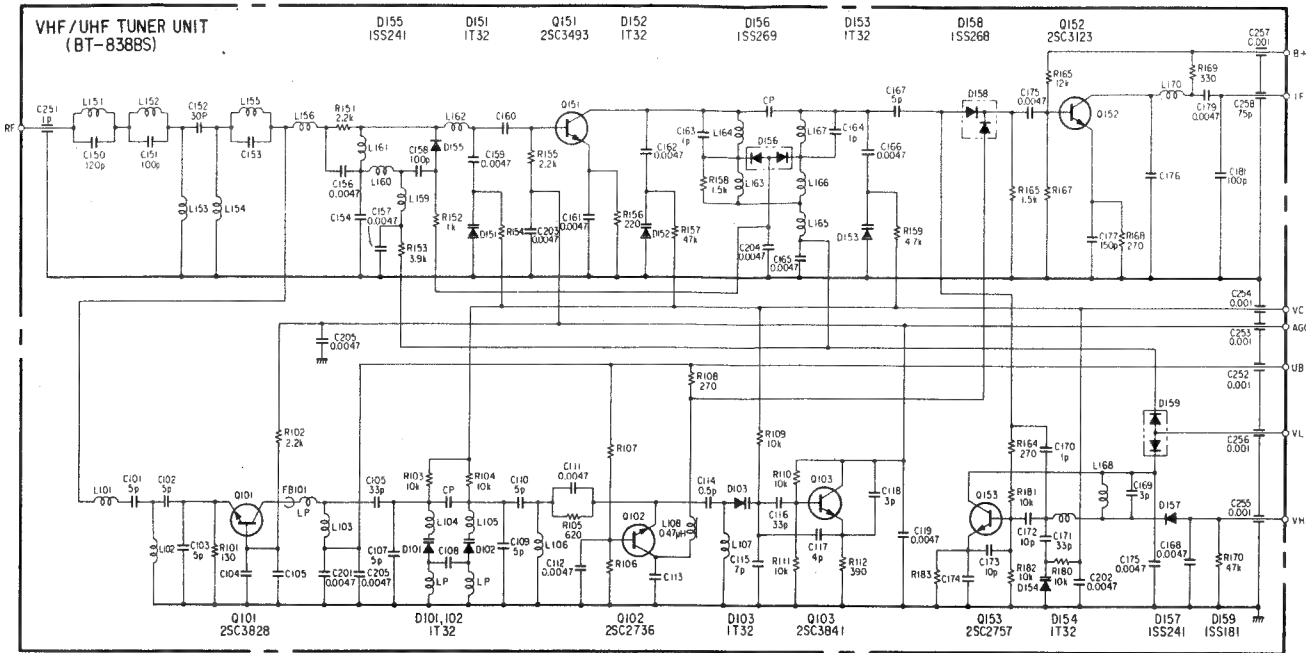 VHF/UHF TUNER UNIT
(BT-838BS)
D155
1SS241
D151
1T32
Q151
2SC3493
D152
1T32
D156
1SS269
D153
1T32
D158
1SS268
Q152
2SC3123
C257
0.001
B+
R169
330
L170
IF
C179
0.0047
C258
75p
C251
1p
RF
L151
C150
120p
L152
C151
100p
C152
30P
L155
C153
L153
L154
L156
R151
2.2k
L161
C156
0.0047
L160
C158
100p
D155
L162
C160
C159
0.0047
R155
2.2k
Q151
C154
C157
0.0047
L159
R153
3.9k
R152
1k
D151
R154
C203
0.0047
C161
0.0047
R156
220
C162
0.0047
D152
R157
47k
CP
C163
1p
L164
L167
C164
1p
D156
R158
1.5k
L163
L166
L165
C204
0.0047
C165
0.0047
C167
5p
C166
0.0047
D153
R159
4.7k
D158
C175
0.0047
R165
12k
Q152
R165
1.5k
R167
C176
C177
150p
R168
270
C181
100p
C254
0.001
VC
C253
0.001
AGC
C252
0.001
UB
C256
0.001
VL
C255
0.001
VH
C205
0.0047
R102
2.2k
R108
270
R107
R109
10k
R110
10k
R164
270
C170
1p
D159
L101
C101
5p
C102
5p
Q101
FB101
LP
C105
33p
R103
10k
CP
R104
10k
C110
5p
C111
0.0047
R105
620
C114
0.5p
D103
Q103
C116
33p
C118
3p
L168
C169
3p
D157
L102
C103
5p
R101
130
C104
C105
L103
C201
0.0047
C205
0.0047
C107
5p
L104
L105
D101
C108
D102
LP
LP
C109
5p
L106
C112
0.0047
Q102
R106
L108
0.47μH
C113
L107
C115
7p
C117
4p
R111
10k
R112
390
C119
0.0047
Q153
R181
10k
C172
10p
C171
33p
R183
C174
C173
10p
R182
10k
R180
10k
D154
C202
0.0047
C175
0.0047
C168
0.0047
R170
47k
Q101
2SC3828
D101,102
1T32
Q102
2SC2736
D103
1T32
Q103
2SC3841
Q153
2SC2757
D154
1T32
D157
1SS241
D159
1SS181